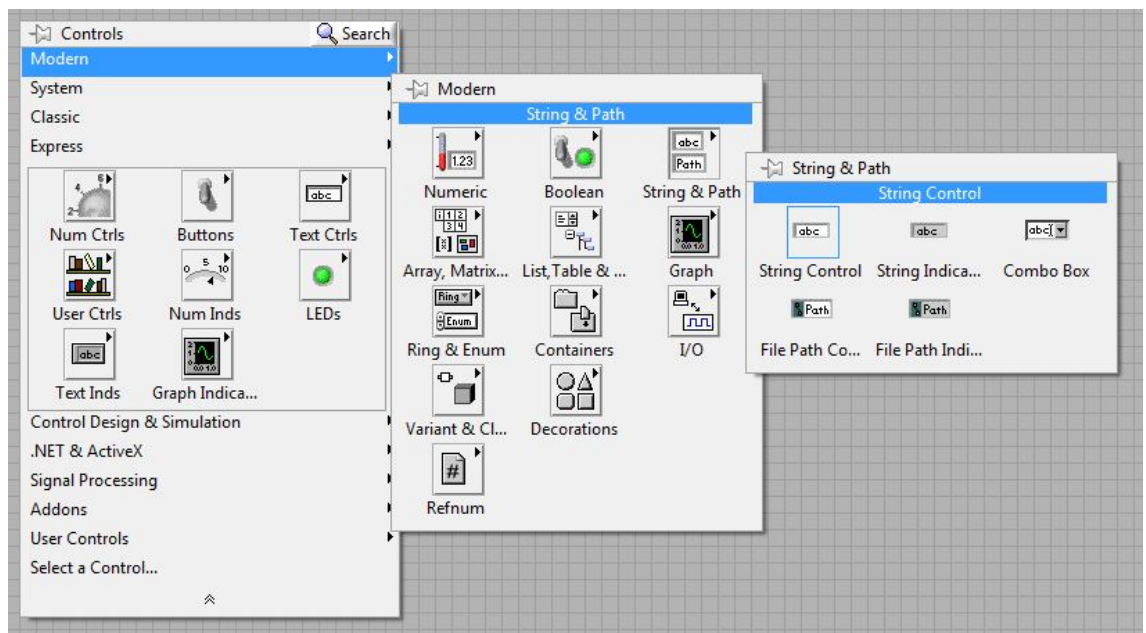 Controls
Search
Modern
System
Classic
Express
Num Ctrls
Buttons
Text Ctrls
User Ctrls
Num Inds
LEDs
Text Inds
Graph Indica...
Control Design & Simulation
.NET & ActiveX
Signal Processing
Addons
User Controls
Select a Control...
Modern
String & Path
Numeric
Boolean
String & Path
Array, Matrix...
List, Table & ...
Graph
Ring & Enum
Containers
I/O
Variant & Cl...
Decorations
Refnum
String & Path
String Control
String Control
String Indica...
Combo Box
File Path Co...
File Path Indi...